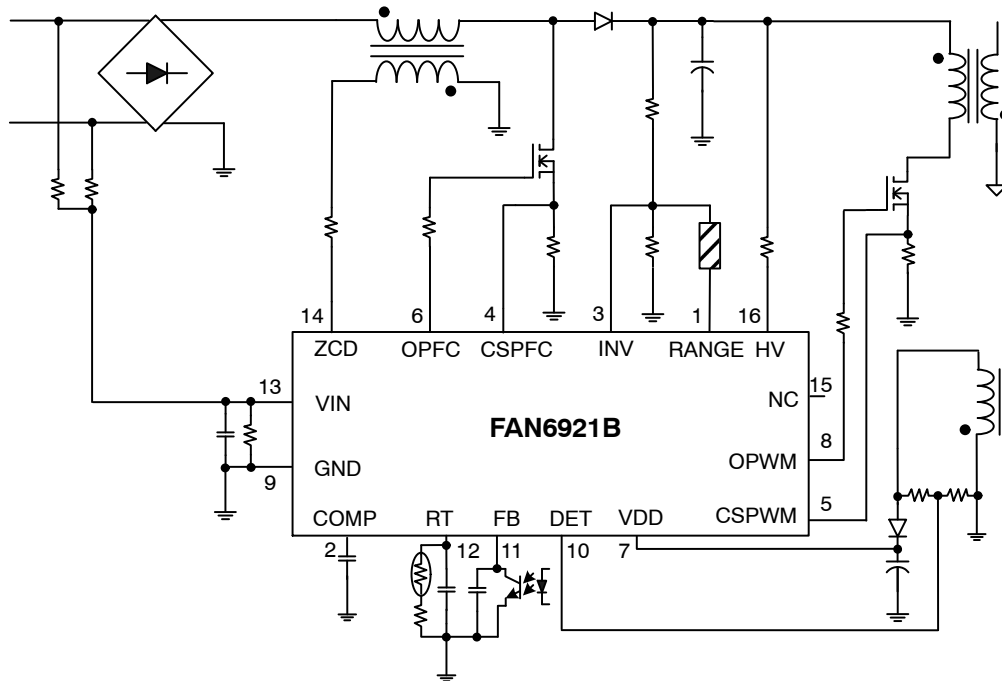 14 6 4 3 1 16
ZCD OPFC CSPFC INV RANGE HV
15
NC
13
VIN
FAN6921B
8
OPWM
GND
9
5
CSPWM
COMP RT FB DET VDD
2 12 11 10 7